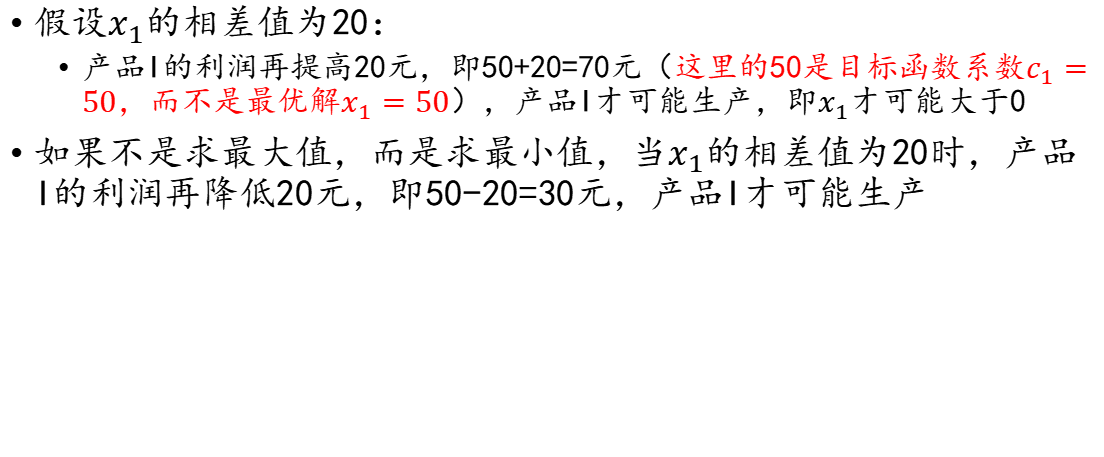 • 假设x₁的相差值为20：
• 产品Ⅰ的利润再提高20元，即50+20=70元（这里的50是目标函数系数c₁ =
50，而不是最优解x₁ = 50），产品Ⅰ才可能生产，即x₁才可能大于0
• 如果不是求最大值，而是求最小值，当x₁的相差值为20时，产品
Ⅰ的利润再降低20元，即50−20=30元，产品Ⅰ才可能生产